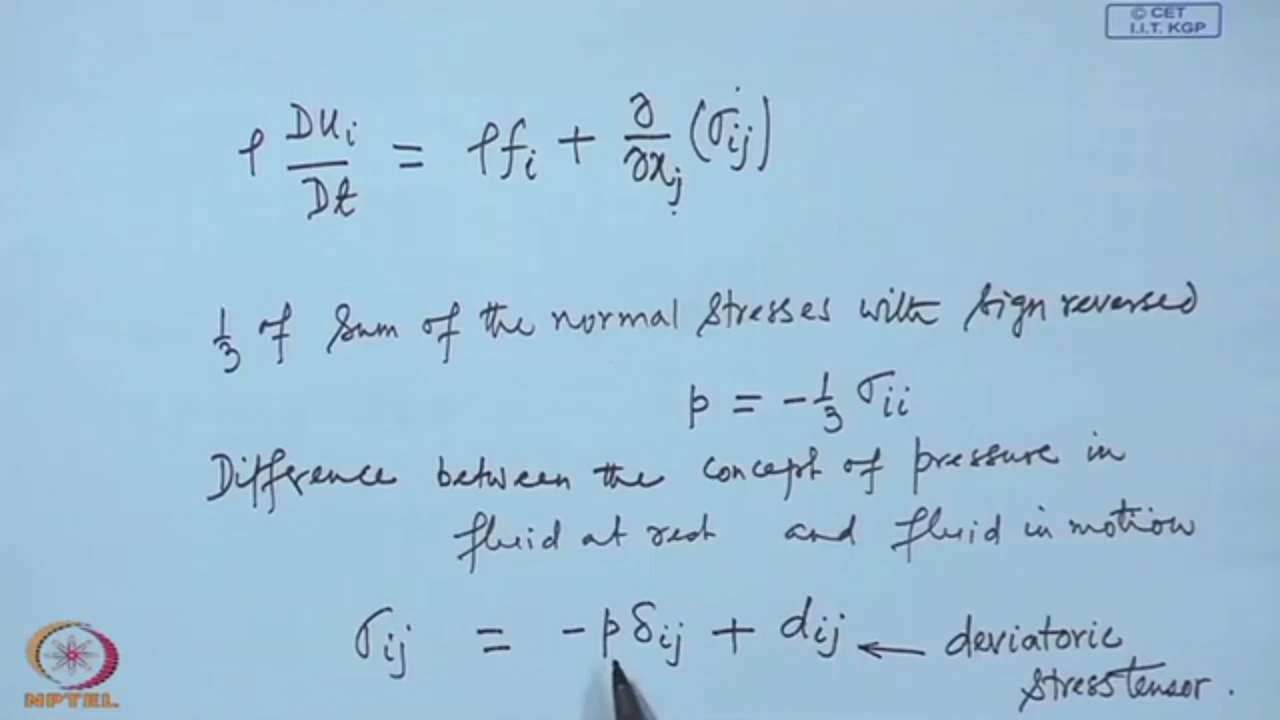 © CET
I.I.T. KGP
ρ Du_i/Dt = ρf_i + ∂/∂x_j (σ_ij)
1/3 of sum of the normal stresses with sign reversed
p = -1/3 σ_ii
Difference between the concept of pressure in
fluid at rest and fluid in motion
σ_ij = -pδ_ij + d_ij ← deviatoric
stress tensor.
NPTEL